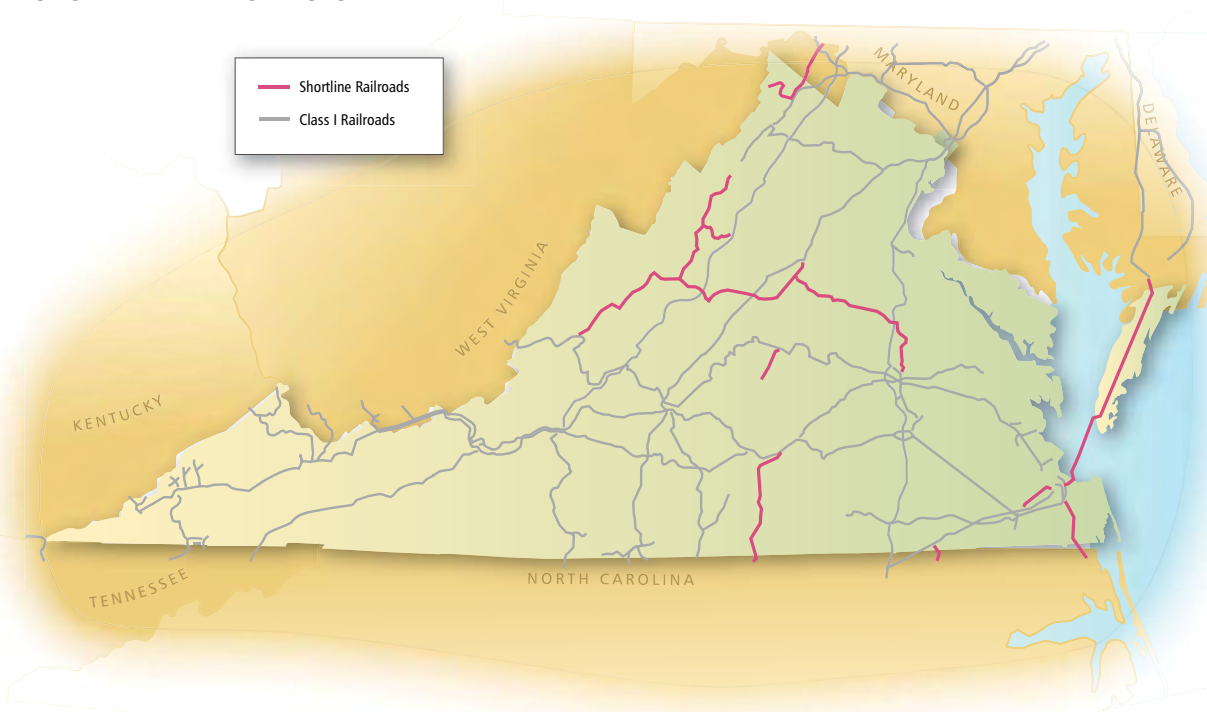 Shortline Railroads
Class I Railroads
MARYLAND
DELAWARE
WEST VIRGINIA
KENTUCKY
TENNESSEE
NORTH CAROLINA